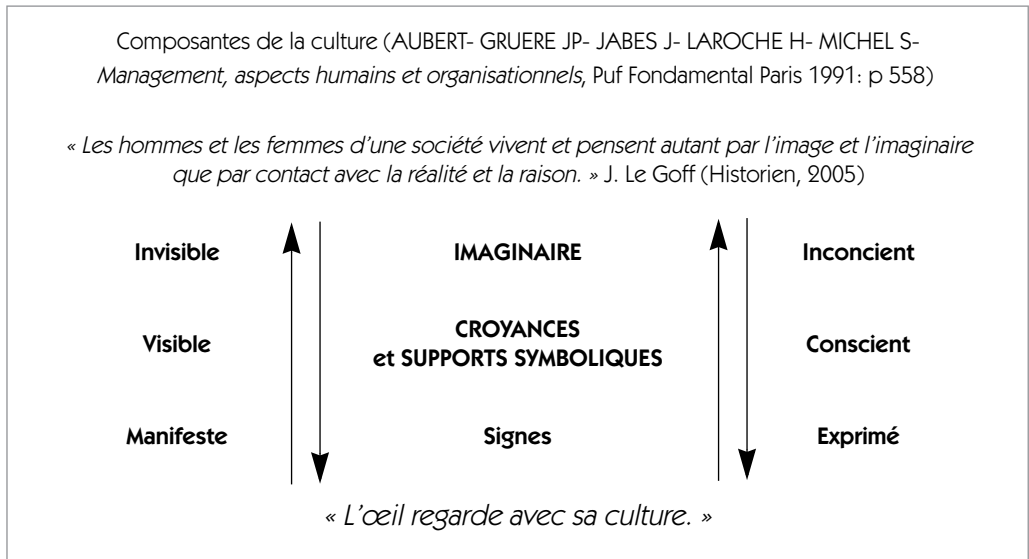 Composantes de la culture (AUBERT- GRUERE JP- JABES J- LAROCHE H- MICHEL S-
Management, aspects humains et organisationnels, Puf Fondamental Paris 1991: p 558)
« Les hommes et les femmes d'une société vivent et pensent autant par l'image et l'imaginaire
que par contact avec la réalité et la raison. » J. Le Goff (Historien, 2005)
Invisible IMAGINAIRE Inconcient
CROYANCES
Visible et SUPPORTS SYMBOLIQUES Conscient
Manifeste Signes Exprimé
« L'œil regarde avec sa culture. »